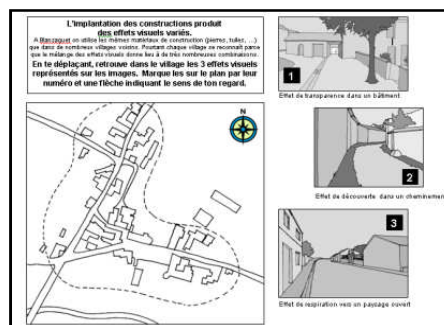 L'implantation des constructions produit
des effets visuels variés.
A Blanzaguet on utilise les mêmes matériaux de construction (pierres, tuiles, ...)
que dans de nombreux villages voisins. Pourtant chaque village se reconnaît parce
que le mélange des effets visuels donne lieu à de très nombreuses combinaisons.
En te déplaçant, retrouve dans le village les 3 effets visuels
représentés sur les images. Marque les sur le plan par leur
numéro et une flèche indiquant le sens de ton regard.
N
1
Effet de transparence dans un bâtiment
2
Effet de découverte dans un cheminement
3
Effet de respiration vers un paysage ouvert